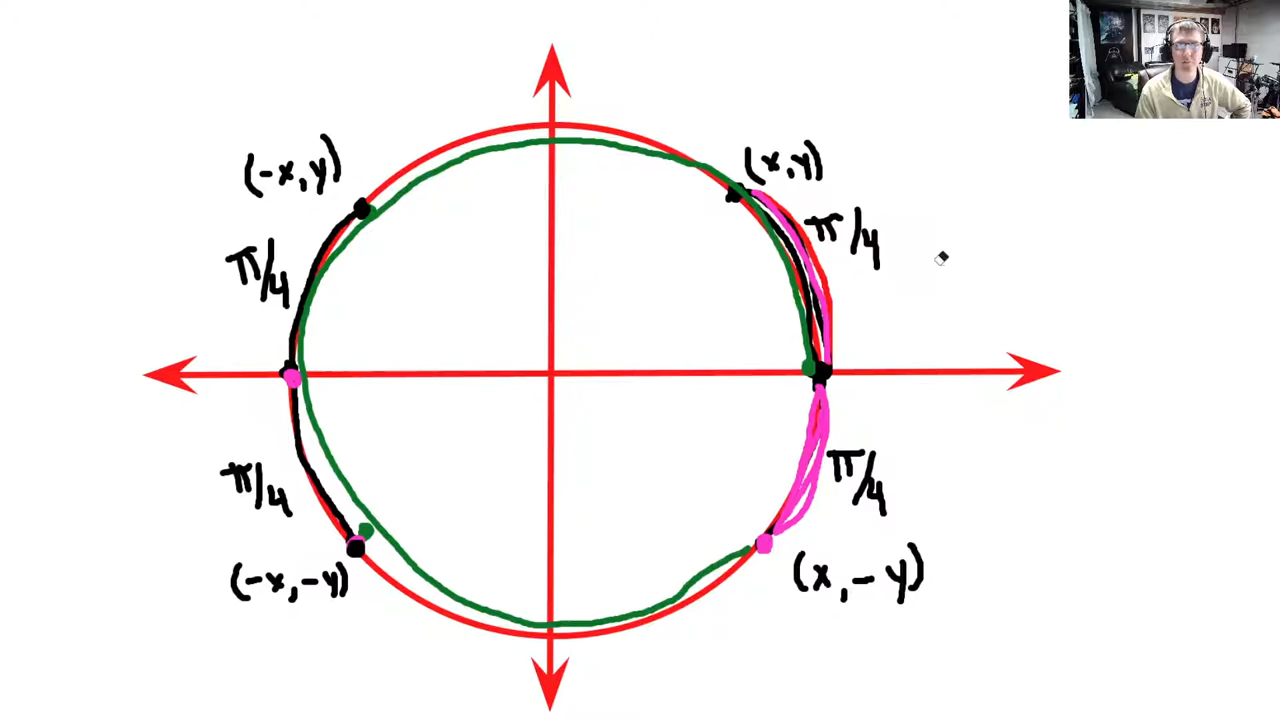 (-x, y)
(x, y)
π/4
π/4
π/4
π/4
(-x, -y)
(x, -y)